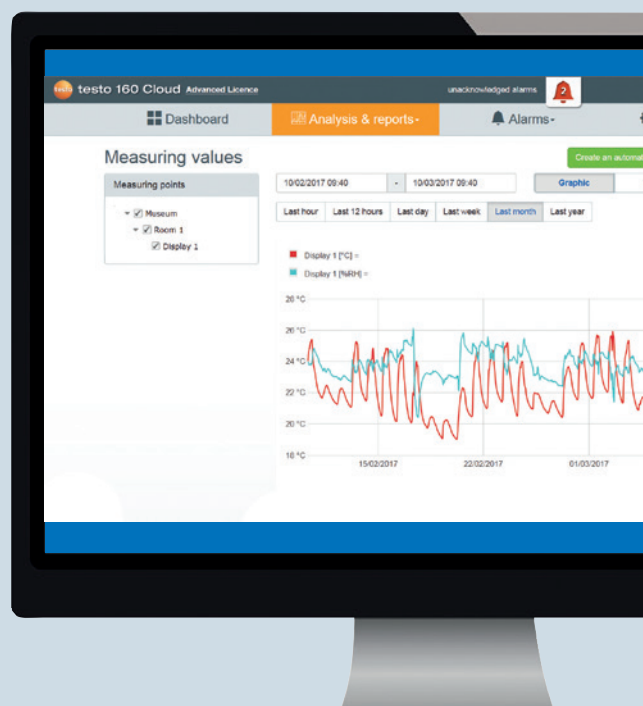 testo
testo 160 Cloud Advanced Licence
unacknowledged alarms
2
Dashboard
Analysis & reports
Alarms
Measuring values
Create an automa
Measuring points
Museum
Room 1
Display 1
10/02/2017 09:40 - 10/03/2017 09:40
Graphic
Last hour Last 12 hours Last day Last week Last month Last year
Display 1 [°C] =
Display 1 [%RH] =
26 °C
24 °C
22 °C
20 °C
15/02/2017 22/02/2017 01/03/2017